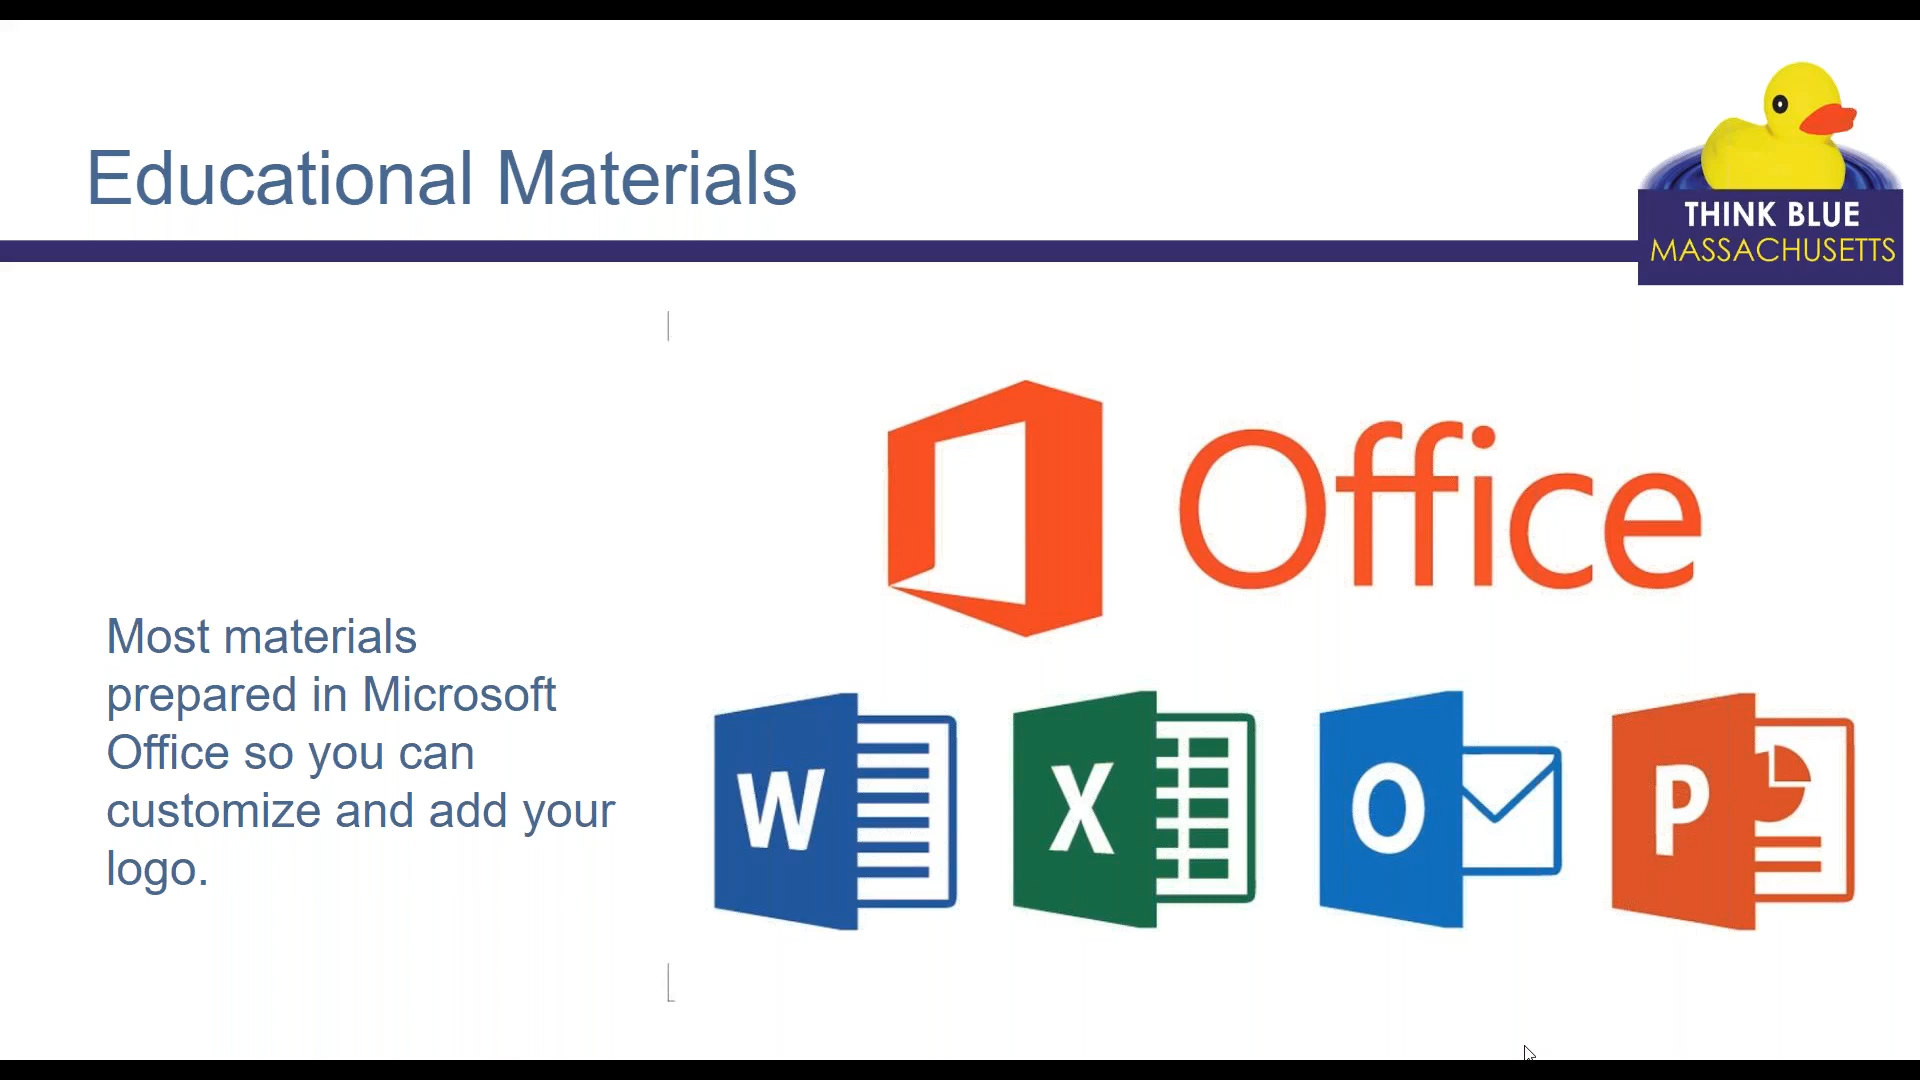 Educational Materials
THINK BLUE
MASSACHUSETTS
Office
Most materials
prepared in Microsoft
Office so you can
customize and add your
logo.
W
X
O
P